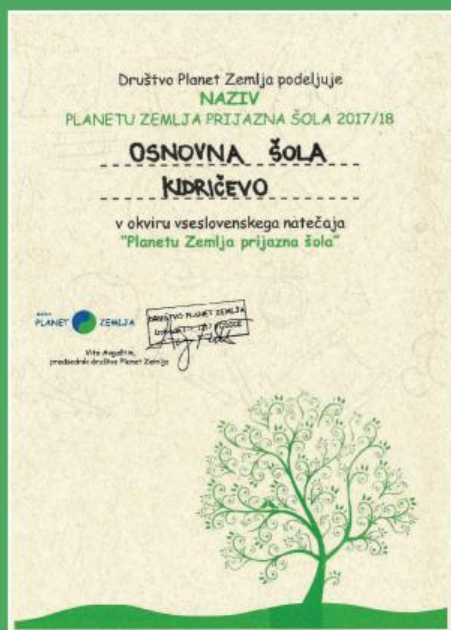 Društvo Planet Zemlja podeljuje
NAZIV
PLANETU ZEMLJA PRIJAZNA ŠOLA 2017/18
OSNOVNA ŠOLA
KIDRIČEVO
v okviru vseslovenskega natečaja
"Planetu Zemlja prijazna šola"
PLANET ZEMLJA
DRUŠTVO PLANET ZEMLJA
Vito Avguštin,
predsednik društva Planet Zemlja